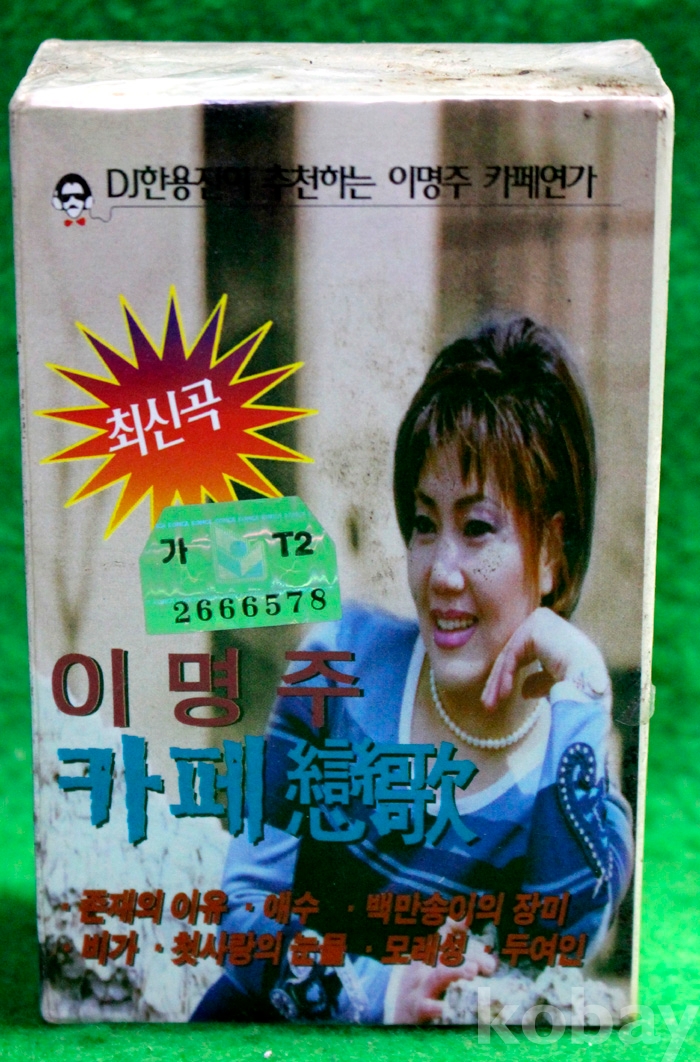 DJ한용진이 추천하는 이명주 카페연가
최신곡
가 T2
2666578
이명주
카페戀歌
· 존재의 이유 · 애수 · 백만송이의 장미
· 비가 · 첫사랑의 눈물 · 모래성 · 두여인
kobay